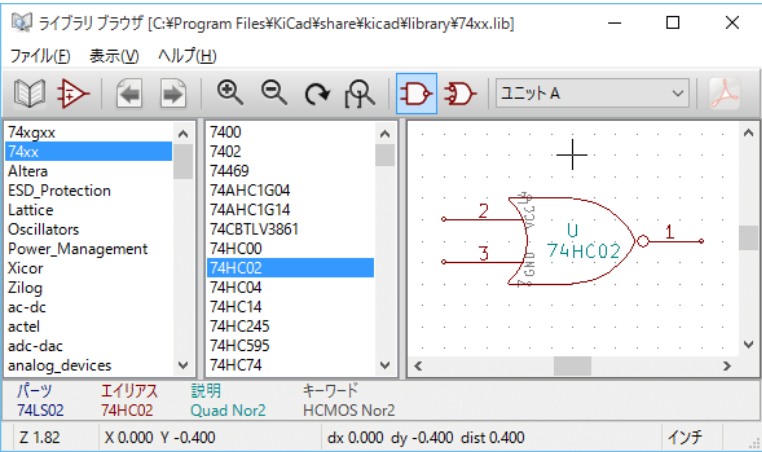 ライブラリ ブラウザ [C:¥Program Files¥KiCad¥share¥kicad¥library¥74xx.lib]
ファイル(F) 表示(V) ヘルプ(H)
ユニット A
74xgxx
74xx
Altera
ESD_Protection
Lattice
Oscillators
Power_Management
Xicor
Zilog
ac-dc
actel
adc-dac
analog_devices
7400
7402
74469
74AHC1G04
74AHC1G14
74CBTLV3861
74HC00
74HC02
74HC04
74HC14
74HC245
74HC595
74HC74
14
VCC
2
U
1
3
74HC02
GND
7
パーツ エイリアス 説明 キーワード
74LS02 74HC02 Quad Nor2 HCMOS Nor2
Z 1.82 X 0.000 Y -0.400 dx 0.000 dy -0.400 dist 0.400 インチ